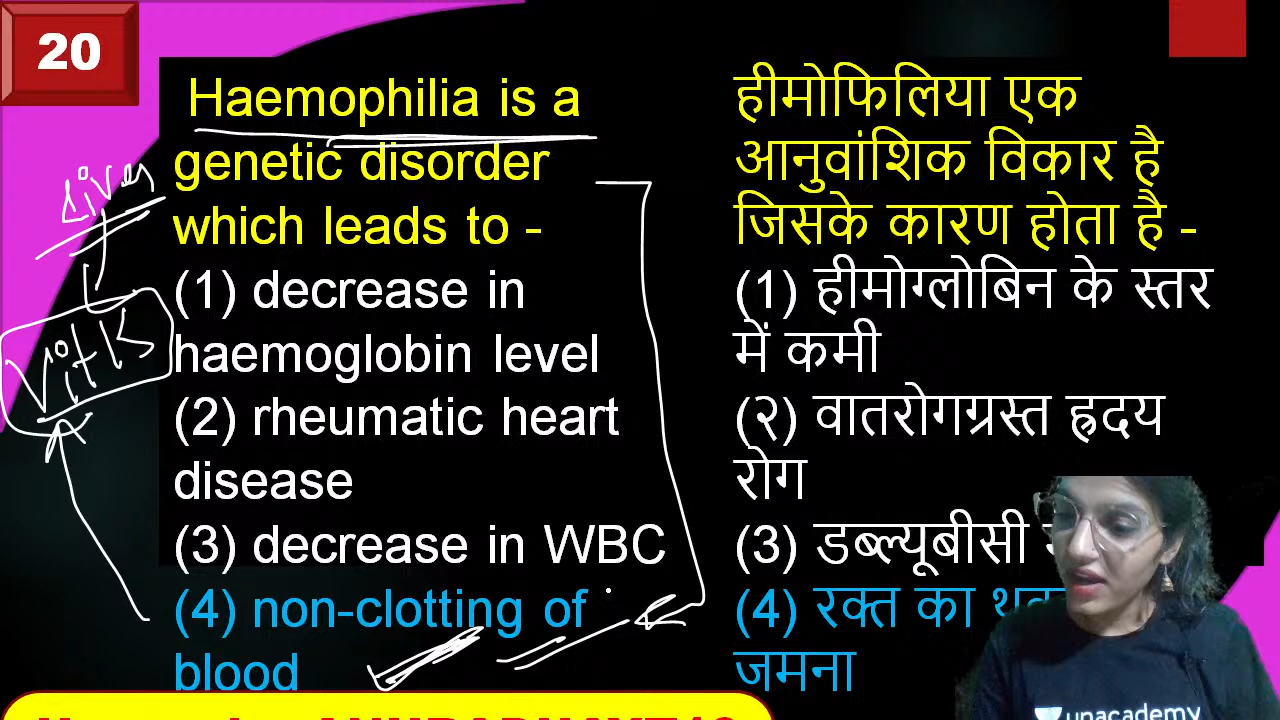 20
Haemophilia is a
genetic disorder
which leads to -
(1) decrease in
haemoglobin level
(2) rheumatic heart
disease
(3) decrease in WBC
(4) non-clotting of
blood
हीमोफिलिया एक
आनुवांशिक विकार है
जिसके कारण होता है -
(1) हीमोग्लोबिन के स्तर
में कमी
(२) वातरोगग्रस्त ह्रदय
रोग
(3) डब्ल्यूबीसी
(4) रक्त का
जमना
Liver
Vit K
unacademy